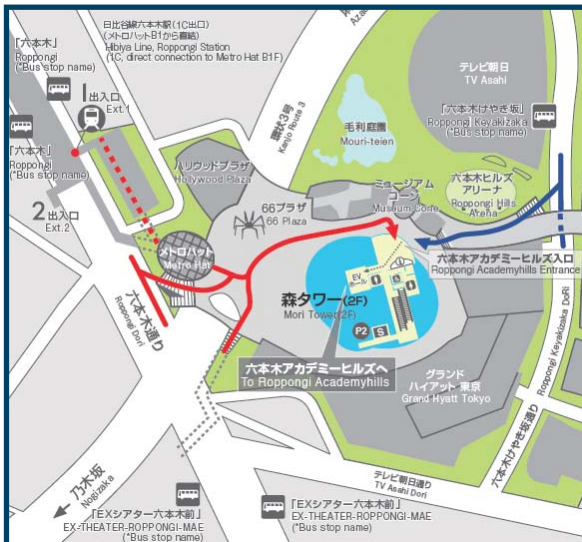 「六本木」
Roppongi
(*Bus stop name)
日比谷線六本木駅(1C出口)
(メトロハットB1から直結)
Hibiya Line, Roppongi Station
(1C, direct connection to Metro Hat B1F)
1出入口
Ext.1
「六本木」
Roppongi
(*Bus stop name)
2出入口
Ext.2
環状3号
Kanjo Route 3
テレビ朝日
TV Asahi
「六本木けやき坂」
Roppongi Keyakizaka
(*Bus stop name)
毛利庭園
Mouri-teien
ハリウッドプラザ
Hollywood Plaza
66プラザ
66 Plaza
ミュージアム
コーン
Museum Cone
六本木ヒルズ
アリーナ
Roppongi Hills
Arena
メトロハット
Metro Hat
六本木アカデミーヒルズ入口
Roppongi Academyhills Entrance
EV
ホール
森タワー(2F)
Mori Tower(2F)
P2
S
六本木通り
Roppongi Dori
六本木アカデミーヒルズへ
To Roppongi Academyhills
グランド
ハイアット・東京
Grand Hyatt Tokyo
Roppongi Keyakizaka DoRi
六本木けやき坂通り
テレビ朝日通り
TV Asahi Dori
乃木坂
Nogizaka
「EXシアター六本木前」
EX-THEATER-ROPPONGI-MAE
(*Bus stop name)
「EXシアター六本木前」
EX-THEATER-ROPPONGI-MAE
(*Bus stop name)